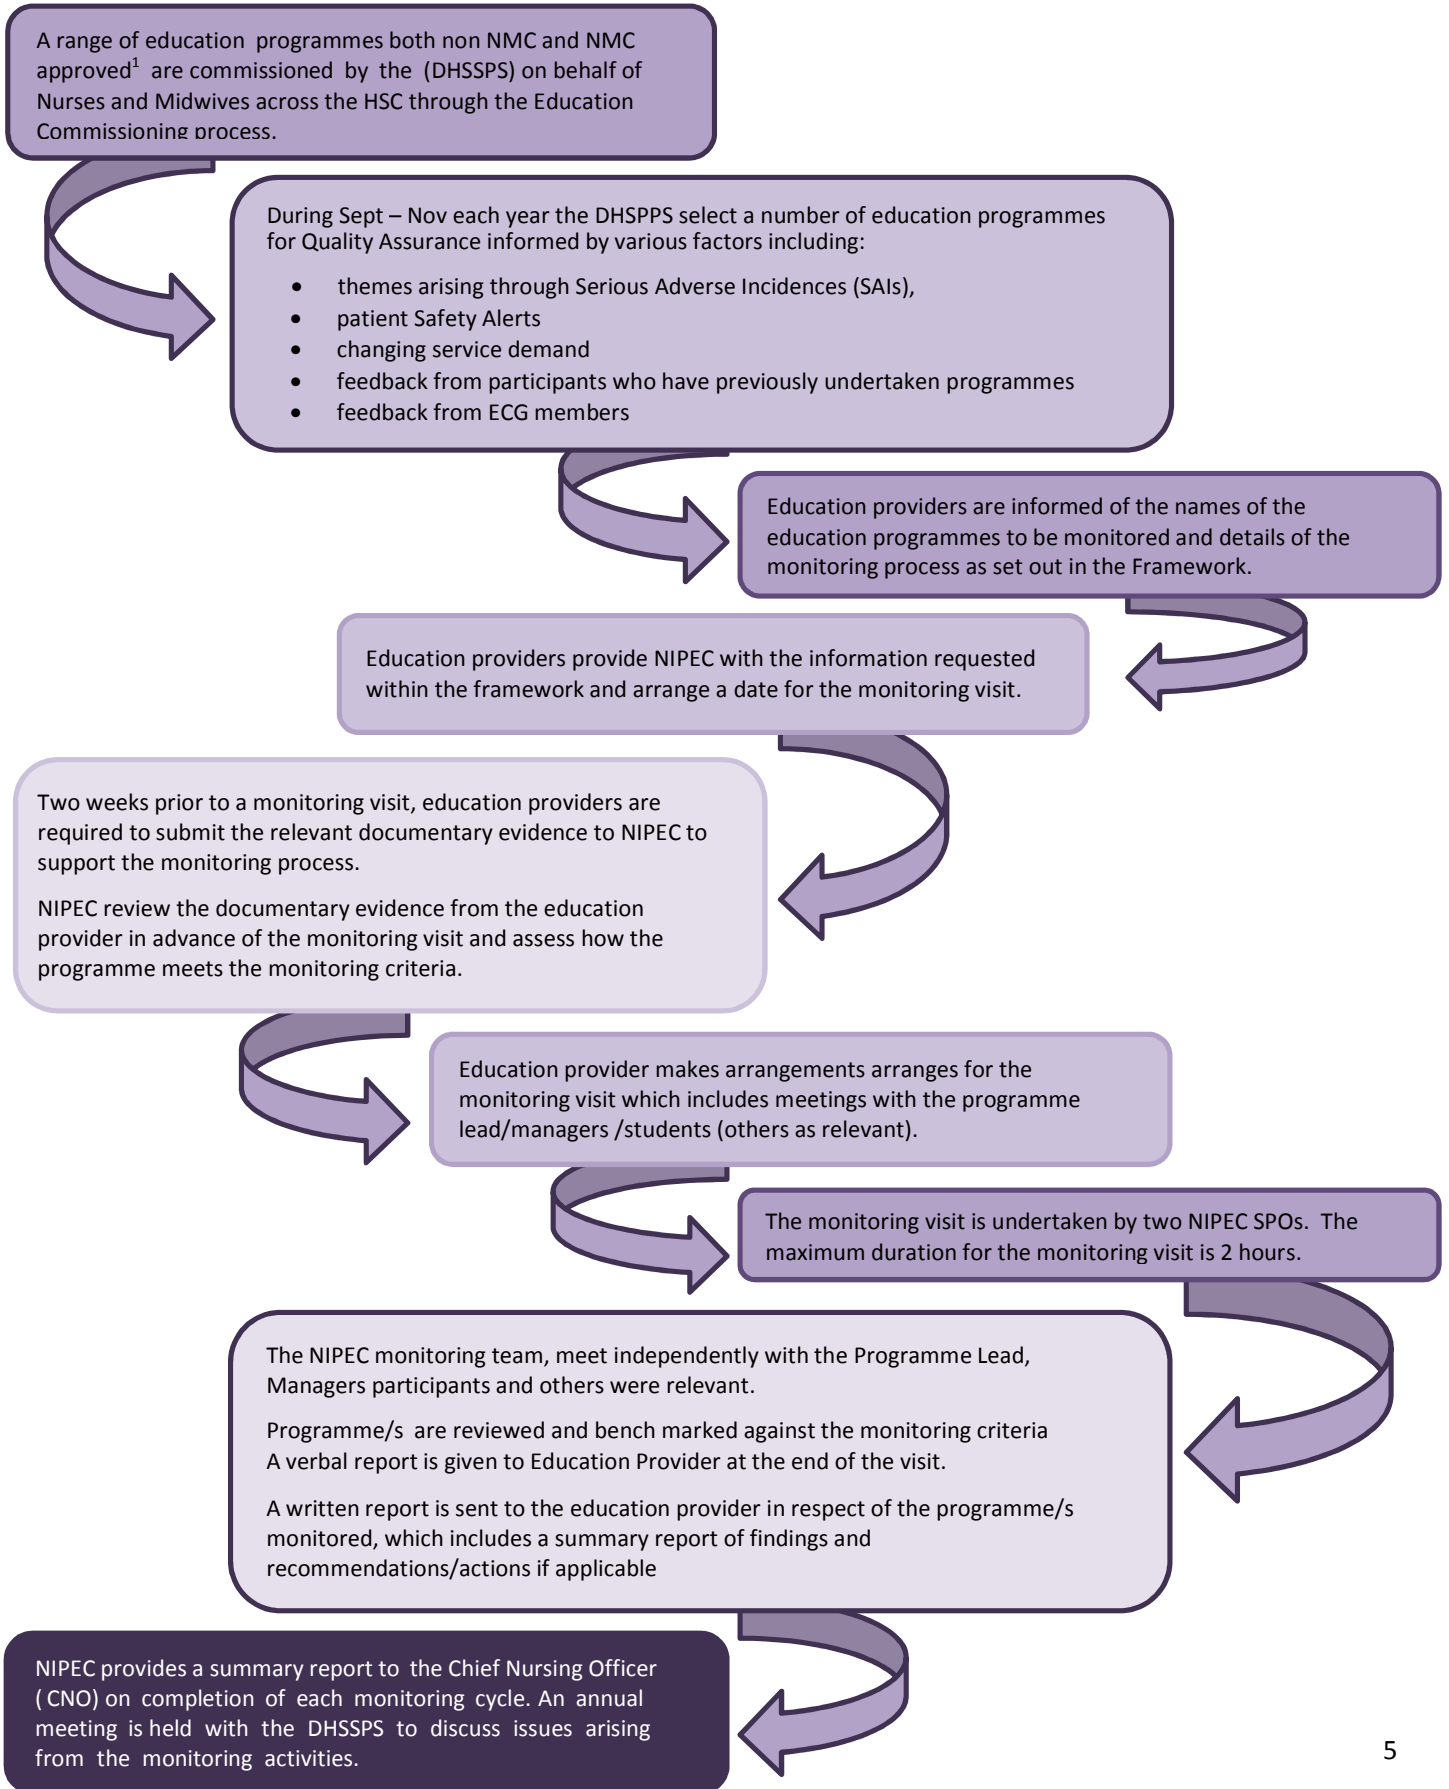 A range of education programmes both non NMC and NMC
approved1 are commissioned by the (DHSSPS) on behalf of
Nurses and Midwives across the HSC through the Education
Commissioning process.
During Sept – Nov each year the DHSPPS select a number of education programmes
for Quality Assurance informed by various factors including:
• themes arising through Serious Adverse Incidences (SAIs),
• patient Safety Alerts
• changing service demand
• feedback from participants who have previously undertaken programmes
• feedback from ECG members
Education providers are informed of the names of the
education programmes to be monitored and details of the
monitoring process as set out in the Framework.
Education providers provide NIPEC with the information requested
within the framework and arrange a date for the monitoring visit.
Two weeks prior to a monitoring visit, education providers are
required to submit the relevant documentary evidence to NIPEC to
support the monitoring process.
NIPEC review the documentary evidence from the education
provider in advance of the monitoring visit and assess how the
programme meets the monitoring criteria.
Education provider makes arrangements arranges for the
monitoring visit which includes meetings with the programme
lead/managers /students (others as relevant).
The monitoring visit is undertaken by two NIPEC SPOs. The
maximum duration for the monitoring visit is 2 hours.
The NIPEC monitoring team, meet independently with the Programme Lead,
Managers participants and others were relevant.
Programme/s are reviewed and bench marked against the monitoring criteria
A verbal report is given to Education Provider at the end of the visit.
A written report is sent to the education provider in respect of the programme/s
monitored, which includes a summary report of findings and
recommendations/actions if applicable
NIPEC provides a summary report to the Chief Nursing Officer
( CNO) on completion of each monitoring cycle. An annual
meeting is held with the DHSSPS to discuss issues arising
from the monitoring activities.
5